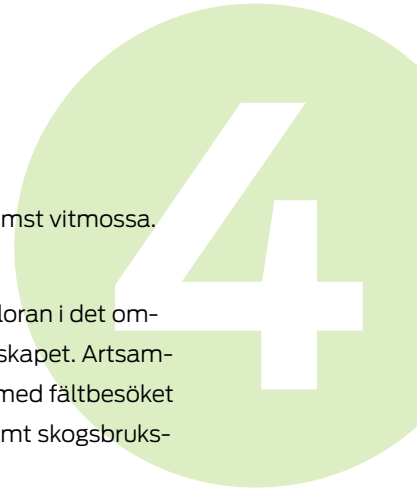 4
mst vitmossa.
loran i det om-
skapet. Artsam-
med fältbesöket
mt skogsbruks-